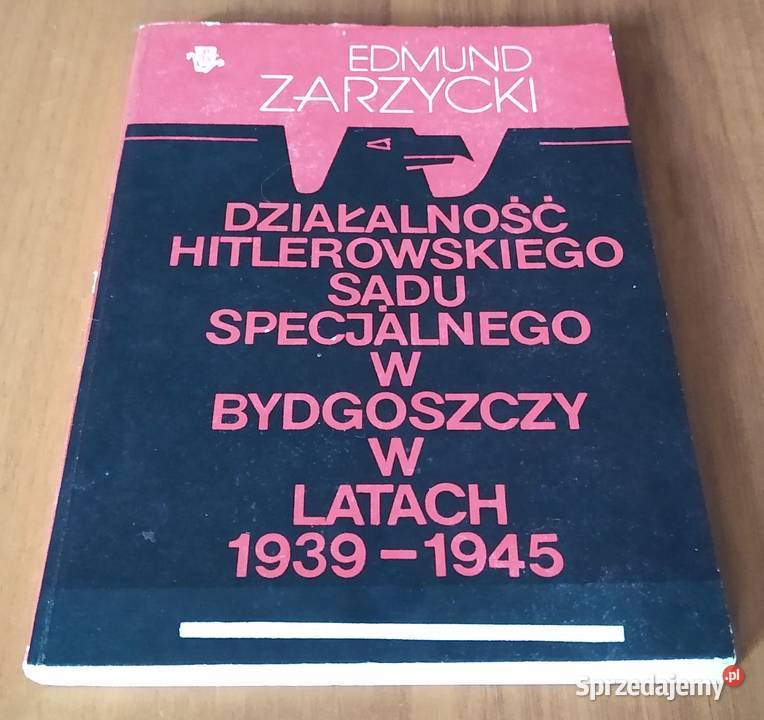 EDMUND
ZARZYCKI
DZIAŁALNOŚĆ
HITLEROWSKIEGO
SĄDU
SPECJALNEGO
W
BYDGOSZCZY
W
LATACH
1939-1945
Sprzedajemy.pl